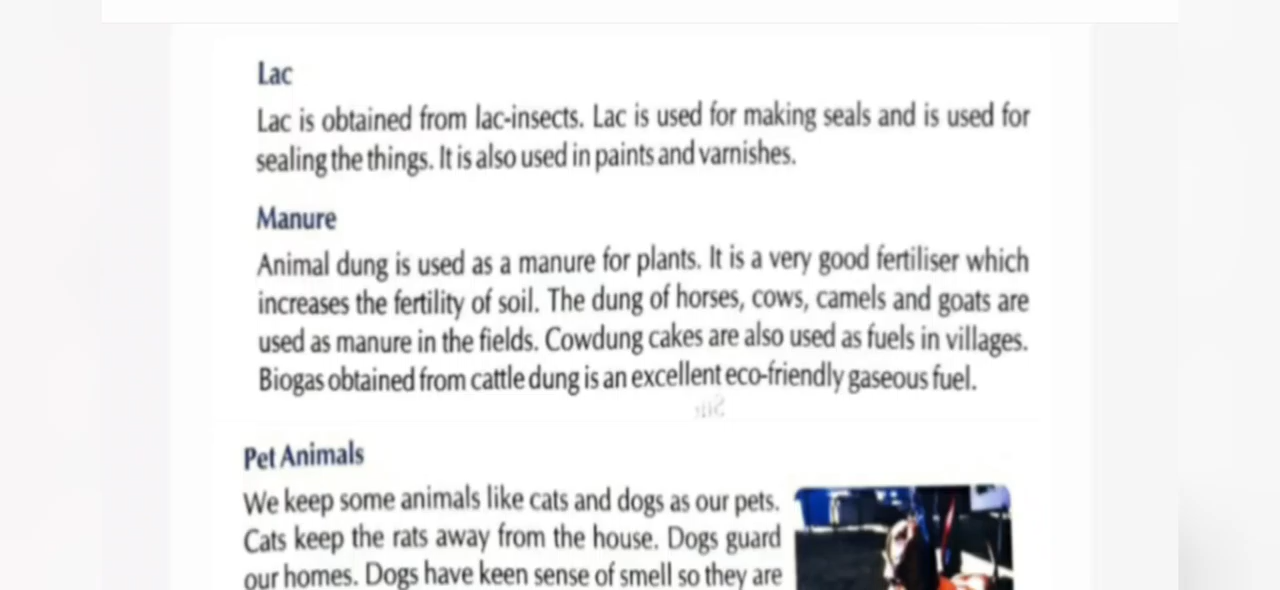 Lac
Lac is obtained from lac-insects. Lac is used for making seals and is used for
sealing the things. It is also used in paints and varnishes.
Manure
Animal dung is used as a manure for plants. It is a very good fertiliser which
increases the fertility of soil. The dung of horses, cows, camels and goats are
used as manure in the fields. Cowdung cakes are also used as fuels in villages.
Biogas obtained from cattle dung is an excellent eco-friendly gaseous fuel.
Pet Animals
We keep some animals like cats and dogs as our pets.
Cats keep the rats away from the house. Dogs guard
our homes. Dogs have keen sense of smell so they are